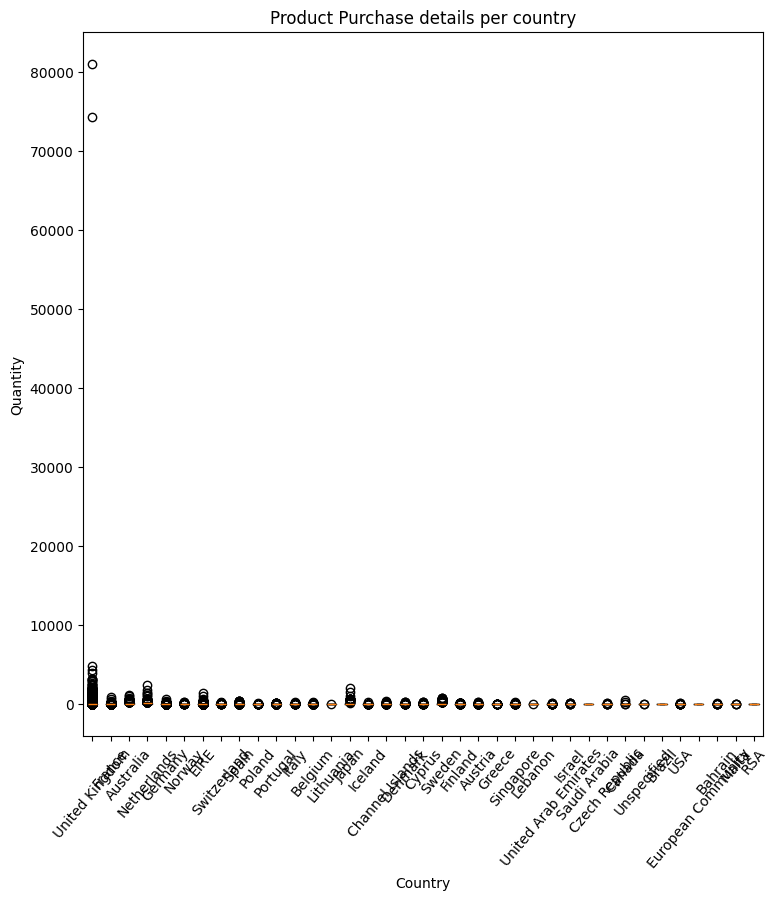 Product Purchase details per country
80000
70000
60000
50000
40000
30000
20000
10000
0
Quantity
United Kingdom
France
Australia
Netherlands
Germany
Norway
EIRE
Switzerland
Spain
Poland
Portugal
Italy
Belgium
Lithuania
Japan
Iceland
Channel Islands
Denmark
Cyprus
Sweden
Finland
Austria
Greece
Singapore
Lebanon
United Arab Emirates
Israel
Saudi Arabia
Czech Republic
Canada
Unspecified
Brazil
USA
European Community
Bahrain
Malta
RSA
Country